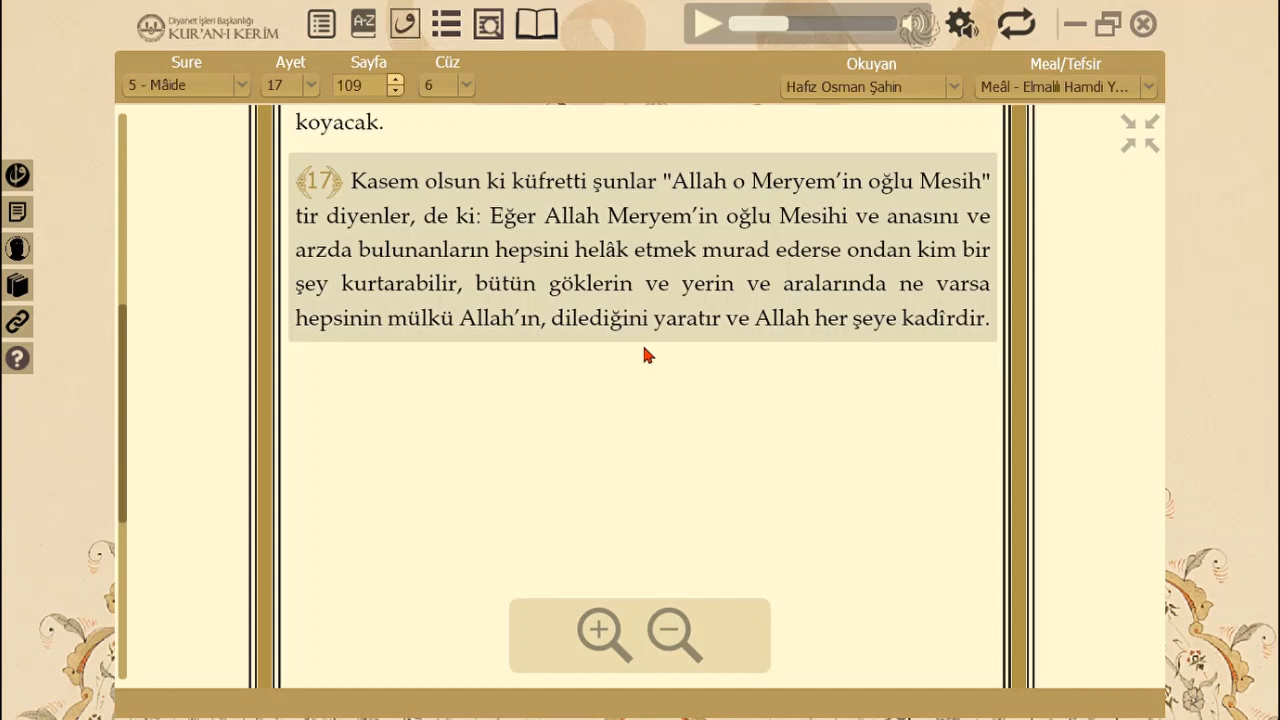 Diyanet İşleri Başkanlığı
KUR'AN-I KERİM
A-Z
Sure Ayet Sayfa Cüz Okuyan Meal/Tefsir
5 - Mâide 17 109 6 Hafız Osman Şahin Meâl - Elmalılı Hamdi Y...
koyacak.
17 Kasem olsun ki küfretti şunlar "Allah o Meryem’in oğlu Mesih"
tir diyenler, de ki: Eğer Allah Meryem’in oğlu Mesihi ve anasını ve
arzda bulunanların hepsini helâk etmek murad ederse ondan kim bir
şey kurtarabilir, bütün göklerin ve yerin ve aralarında ne varsa
hepsinin mülkü Allah’ın, dilediğini yaratır ve Allah her şeye kadîrdir.